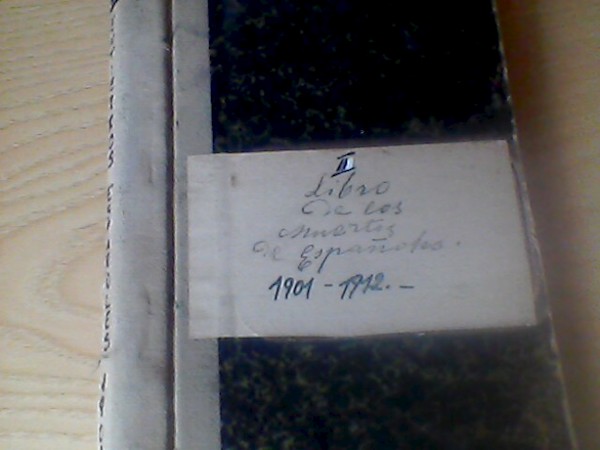 II
Libro
De los
Muertos
De Españoles.
1901 - 1912.-